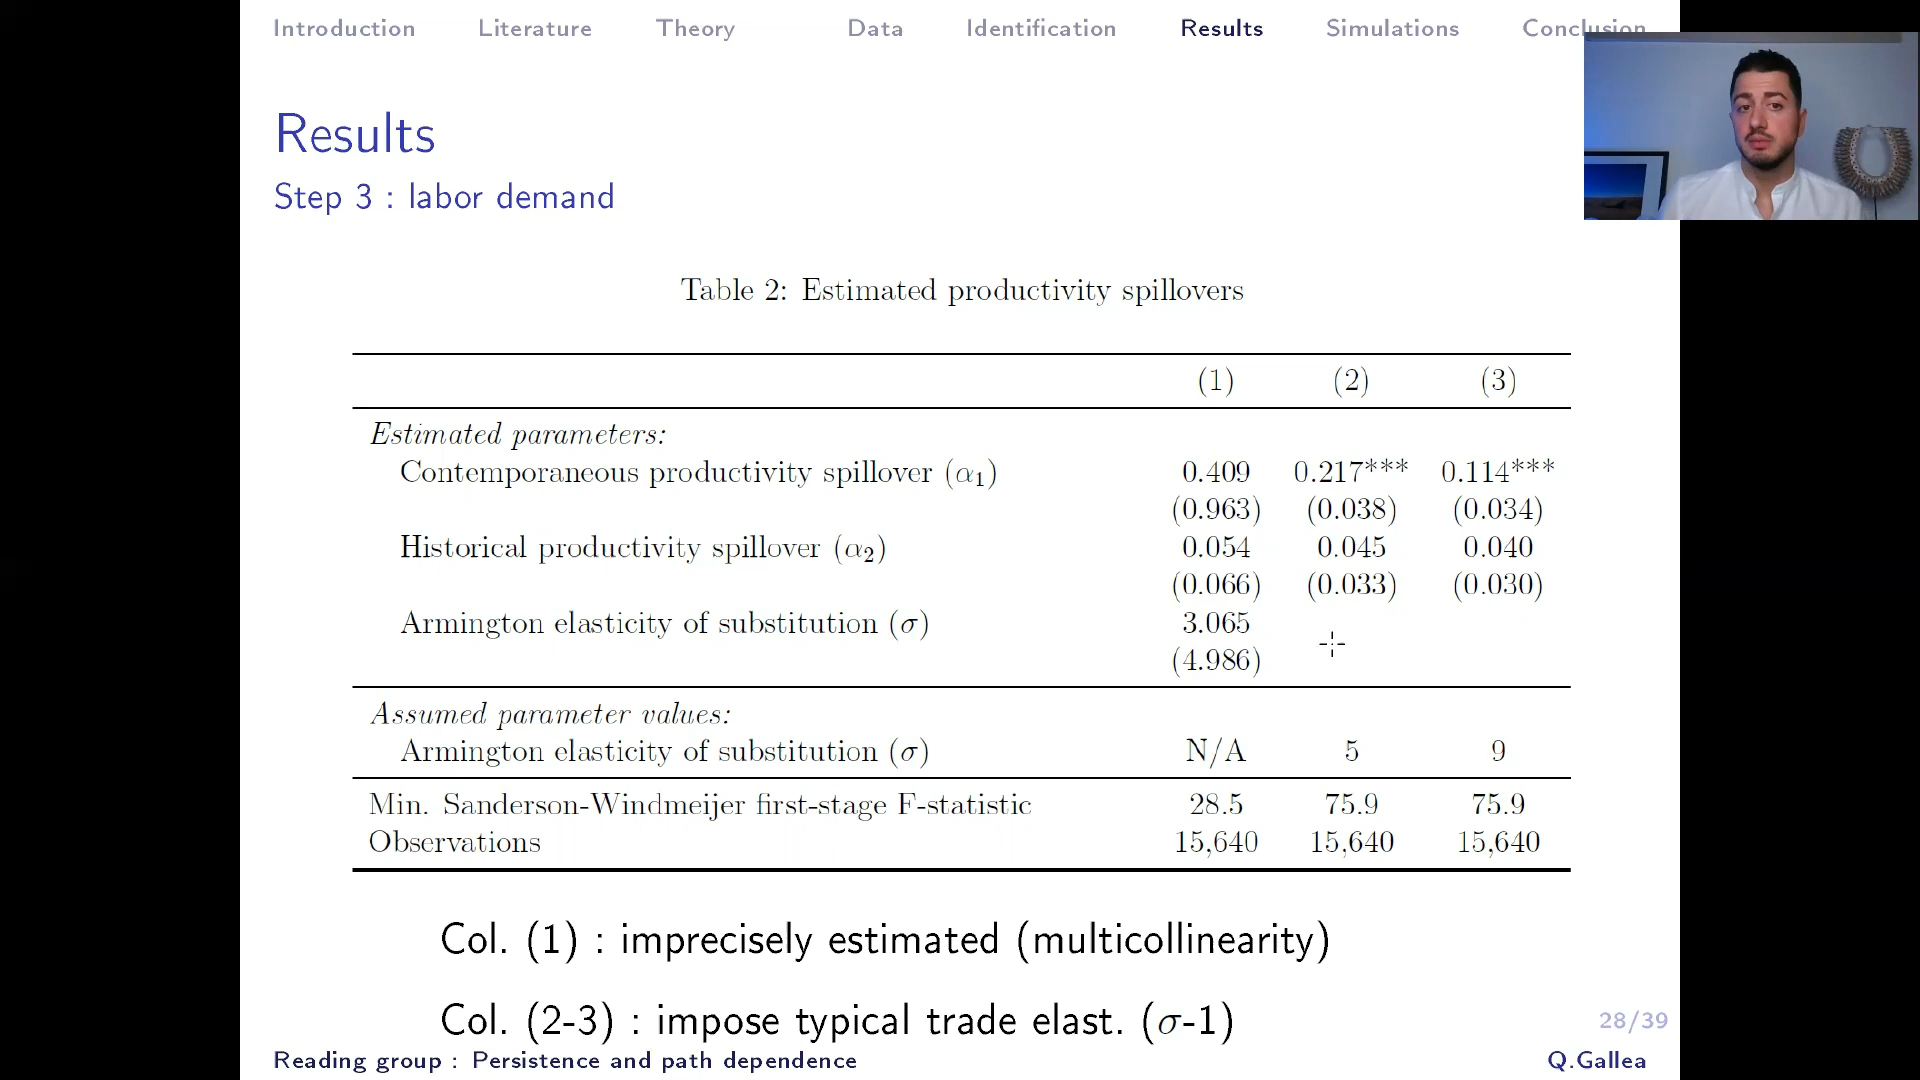 Introduction Literature Theory Data Identification Results Simulations Conclusion
Results
Step 3 : labor demand
Table 2: Estimated productivity spillovers
(1) (2) (3)
Estimated parameters:
Contemporaneous productivity spillover (α₁) 0.409 0.217*** 0.114***
(0.963) (0.038) (0.034)
Historical productivity spillover (α₂) 0.054 0.045 0.040
(0.066) (0.033) (0.030)
Armington elasticity of substitution (σ) 3.065
(4.986)
Assumed parameter values:
Armington elasticity of substitution (σ) N/A 5 9
Min. Sanderson-Windmeijer first-stage F-statistic 28.5 75.9 75.9
Observations 15,640 15,640 15,640
Col. (1) : imprecisely estimated (multicollinearity)
Col. (2-3) : impose typical trade elast. (σ-1)
28/39
Reading group : Persistence and path dependence Q.Gallea